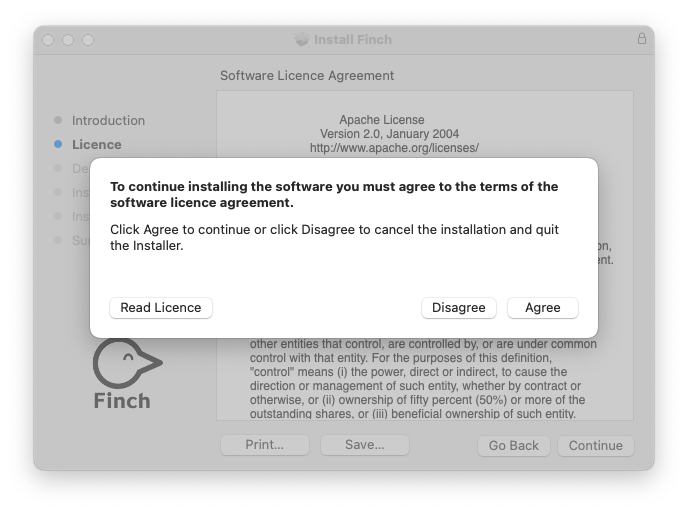 Install Finch
Software Licence Agreement
Introduction
Licence
Apache License
Version 2.0, January 2004
http://www.apache.org/licenses/
To continue installing the software you must agree to the terms of the
software licence agreement.
Click Agree to continue or click Disagree to cancel the installation and quit
the Installer.
Read Licence
Disagree
Agree
other entities that control, are controlled by, or are under common
control with that entity. For the purposes of this definition,
"control" means (i) the power, direct or indirect, to cause the
direction or management of such entity, whether by contract or
otherwise, or (ii) ownership of fifty percent (50%) or more of the
outstanding shares, or (iii) beneficial ownership of such entity.
Finch
Print...
Save...
Go Back
Continue